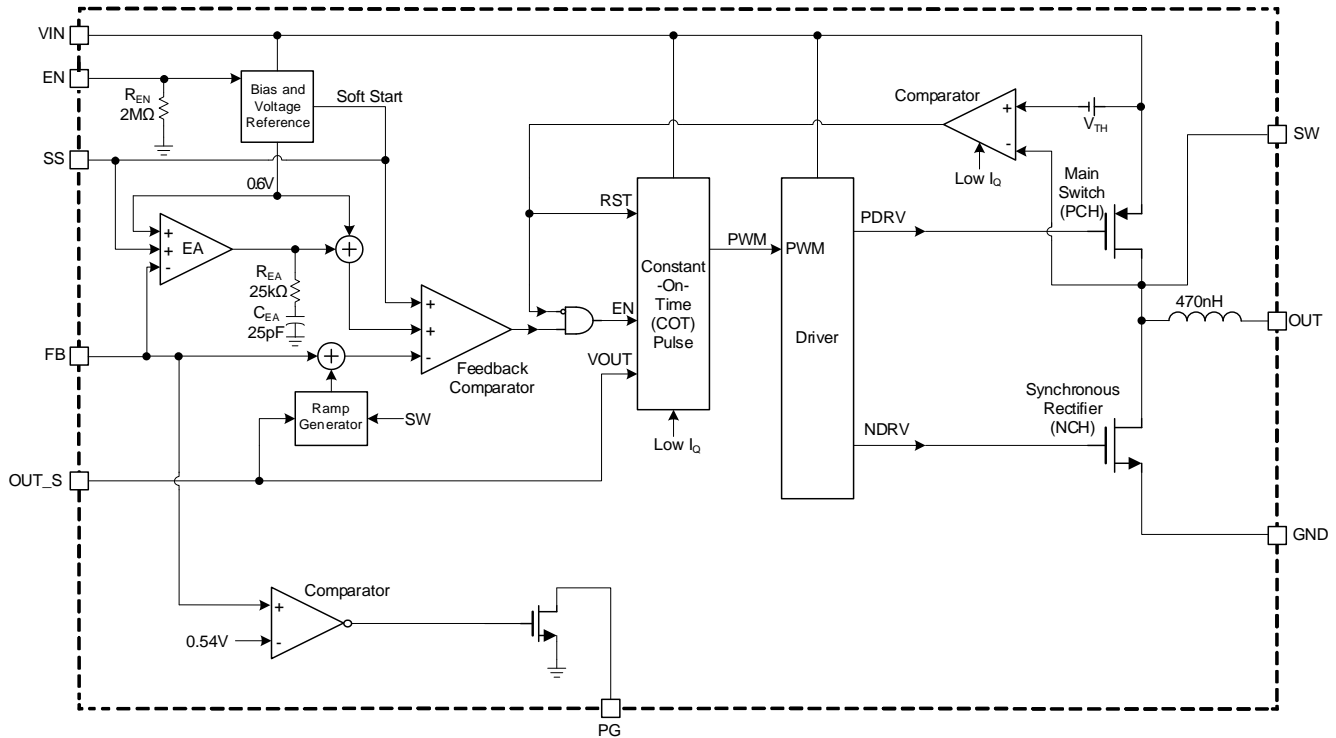 VIN
EN
R_EN
2MΩ
Bias and
Voltage
Reference
Soft Start
SS
0.6V
+
+
-
EA
+
R_EA
25kΩ
C_EA
25pF
FB
+
Ramp
Generator
SW
OUT_S
+
+
-
Feedback
Comparator
RST
EN
VOUT
Constant
-On-
Time
(COT)
Pulse
Low I_Q
PWM
PWM
Driver
PDRV
NDRV
Comparator
+
-
Low I_Q
V_TH
Main
Switch
(PCH)
SW
470nH
OUT
Synchronous
Rectifier
(NCH)
GND
Comparator
+
-
0.54V
PG